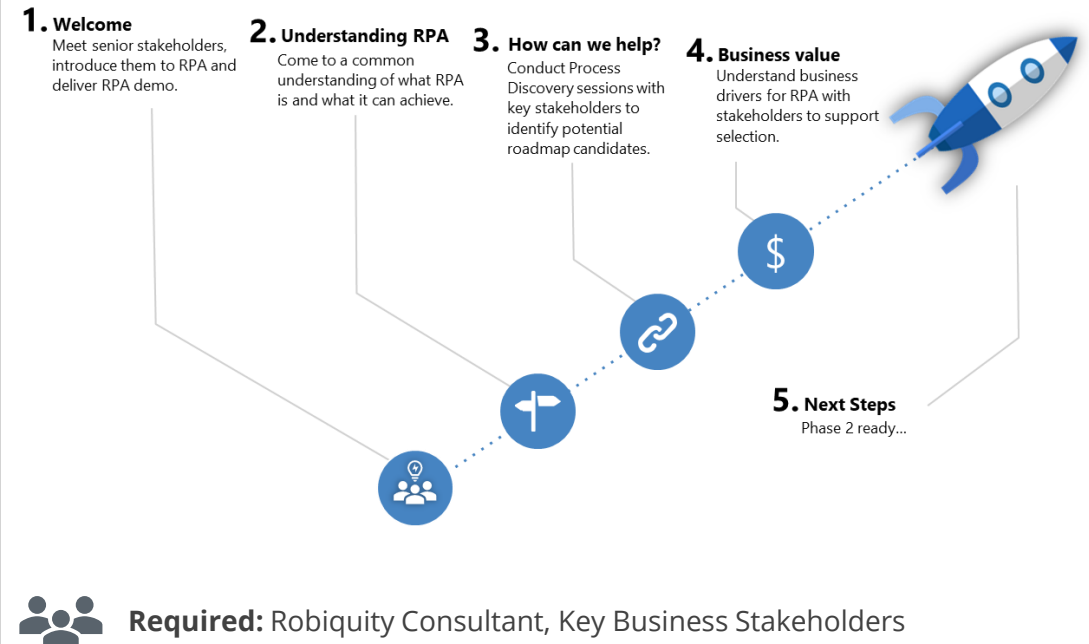 1. Welcome
Meet senior stakeholders,
introduce them to RPA and
deliver RPA demo.
2. Understanding RPA
Come to a common
understanding of what RPA
is and what it can achieve.
3. How can we help?
Conduct Process
Discovery sessions with
key stakeholders to
identify potential
roadmap candidates.
4. Business value
Understand business
drivers for RPA with
stakeholders to support
selection.
$
5. Next Steps
Phase 2 ready...
Required: Robiquity Consultant, Key Business Stakeholders